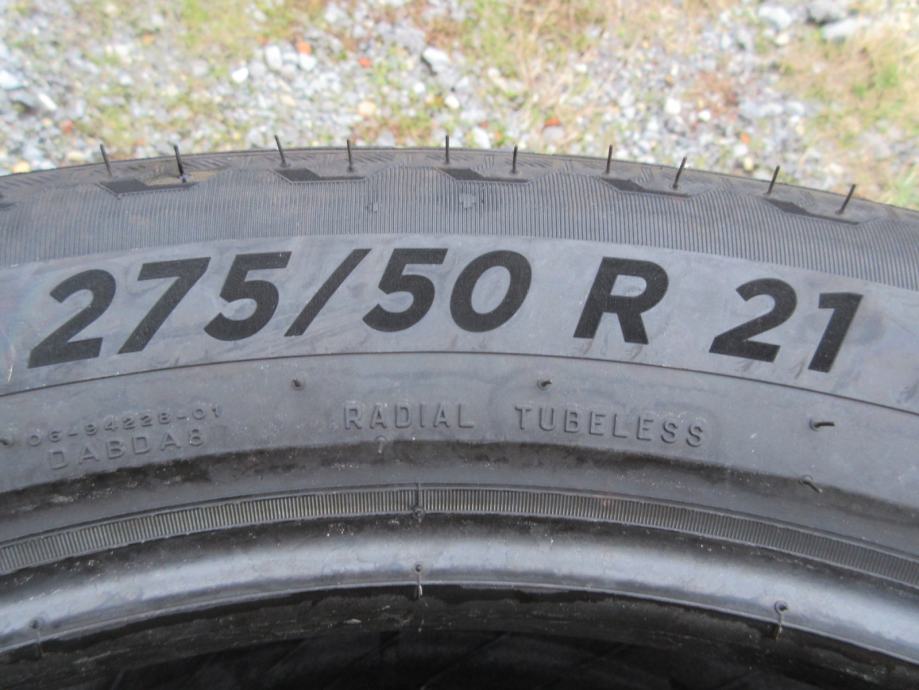 275/50 R 21
RADIAL TUBELESS
06-94228-01
DABDA8